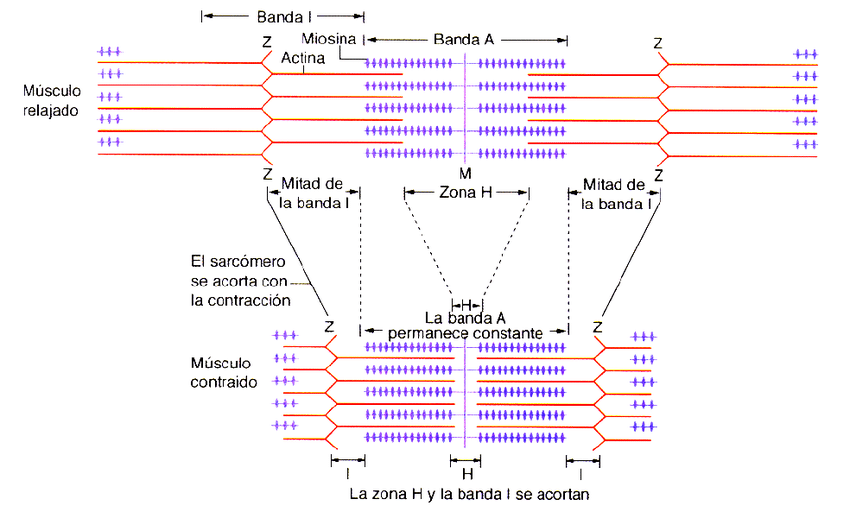 Banda I
Z
Miosina
Banda A
Z
Actina
Músculo
relajado
Z
M
Z
Mitad de
la banda I
Zona H
Mitad de
la banda I
El sarcómero
se acorta con
la contracción
H
La banda A
permanece constante
Z
Z
Músculo
contraido
I
H
I
La zona H y la banda I se acortan